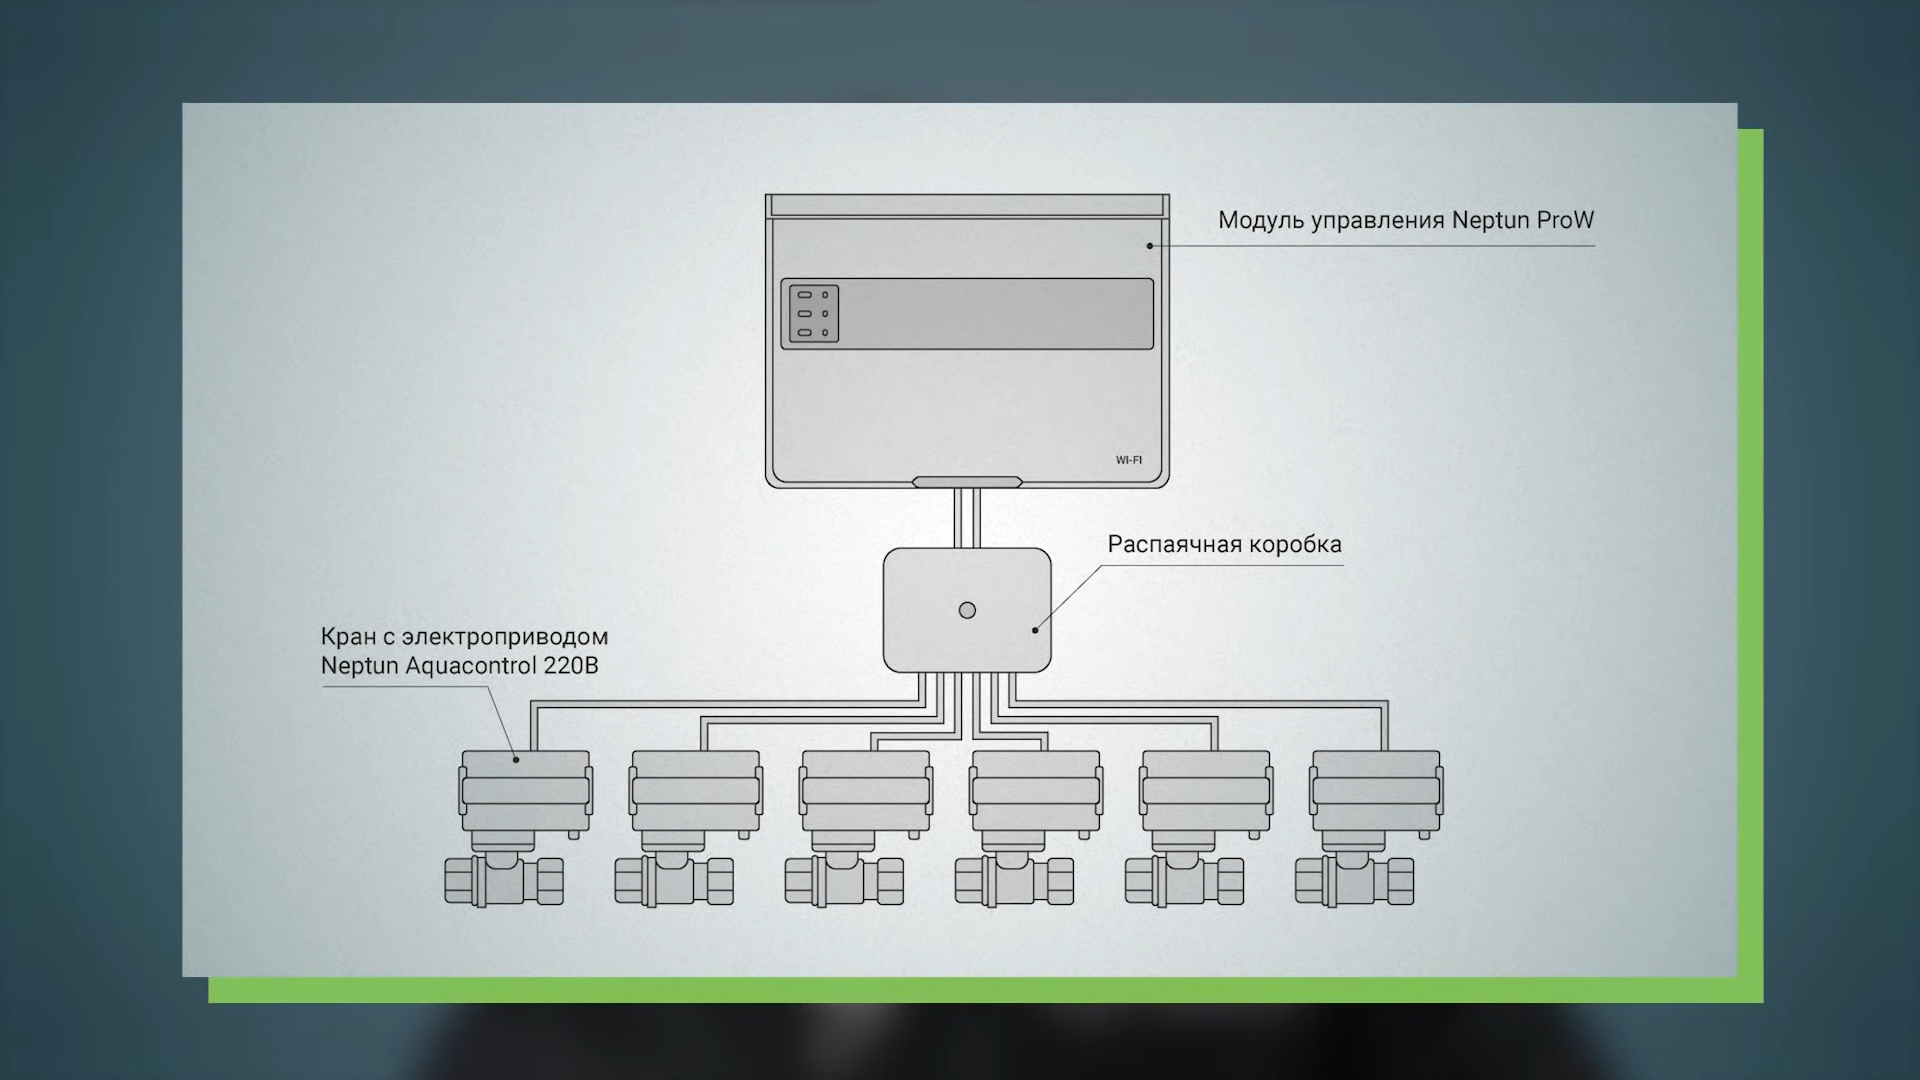 Модуль управления Neptun ProW
WI-FI
Распаячная коробка
Кран с электроприводом
Neptun Aquacontrol 220В